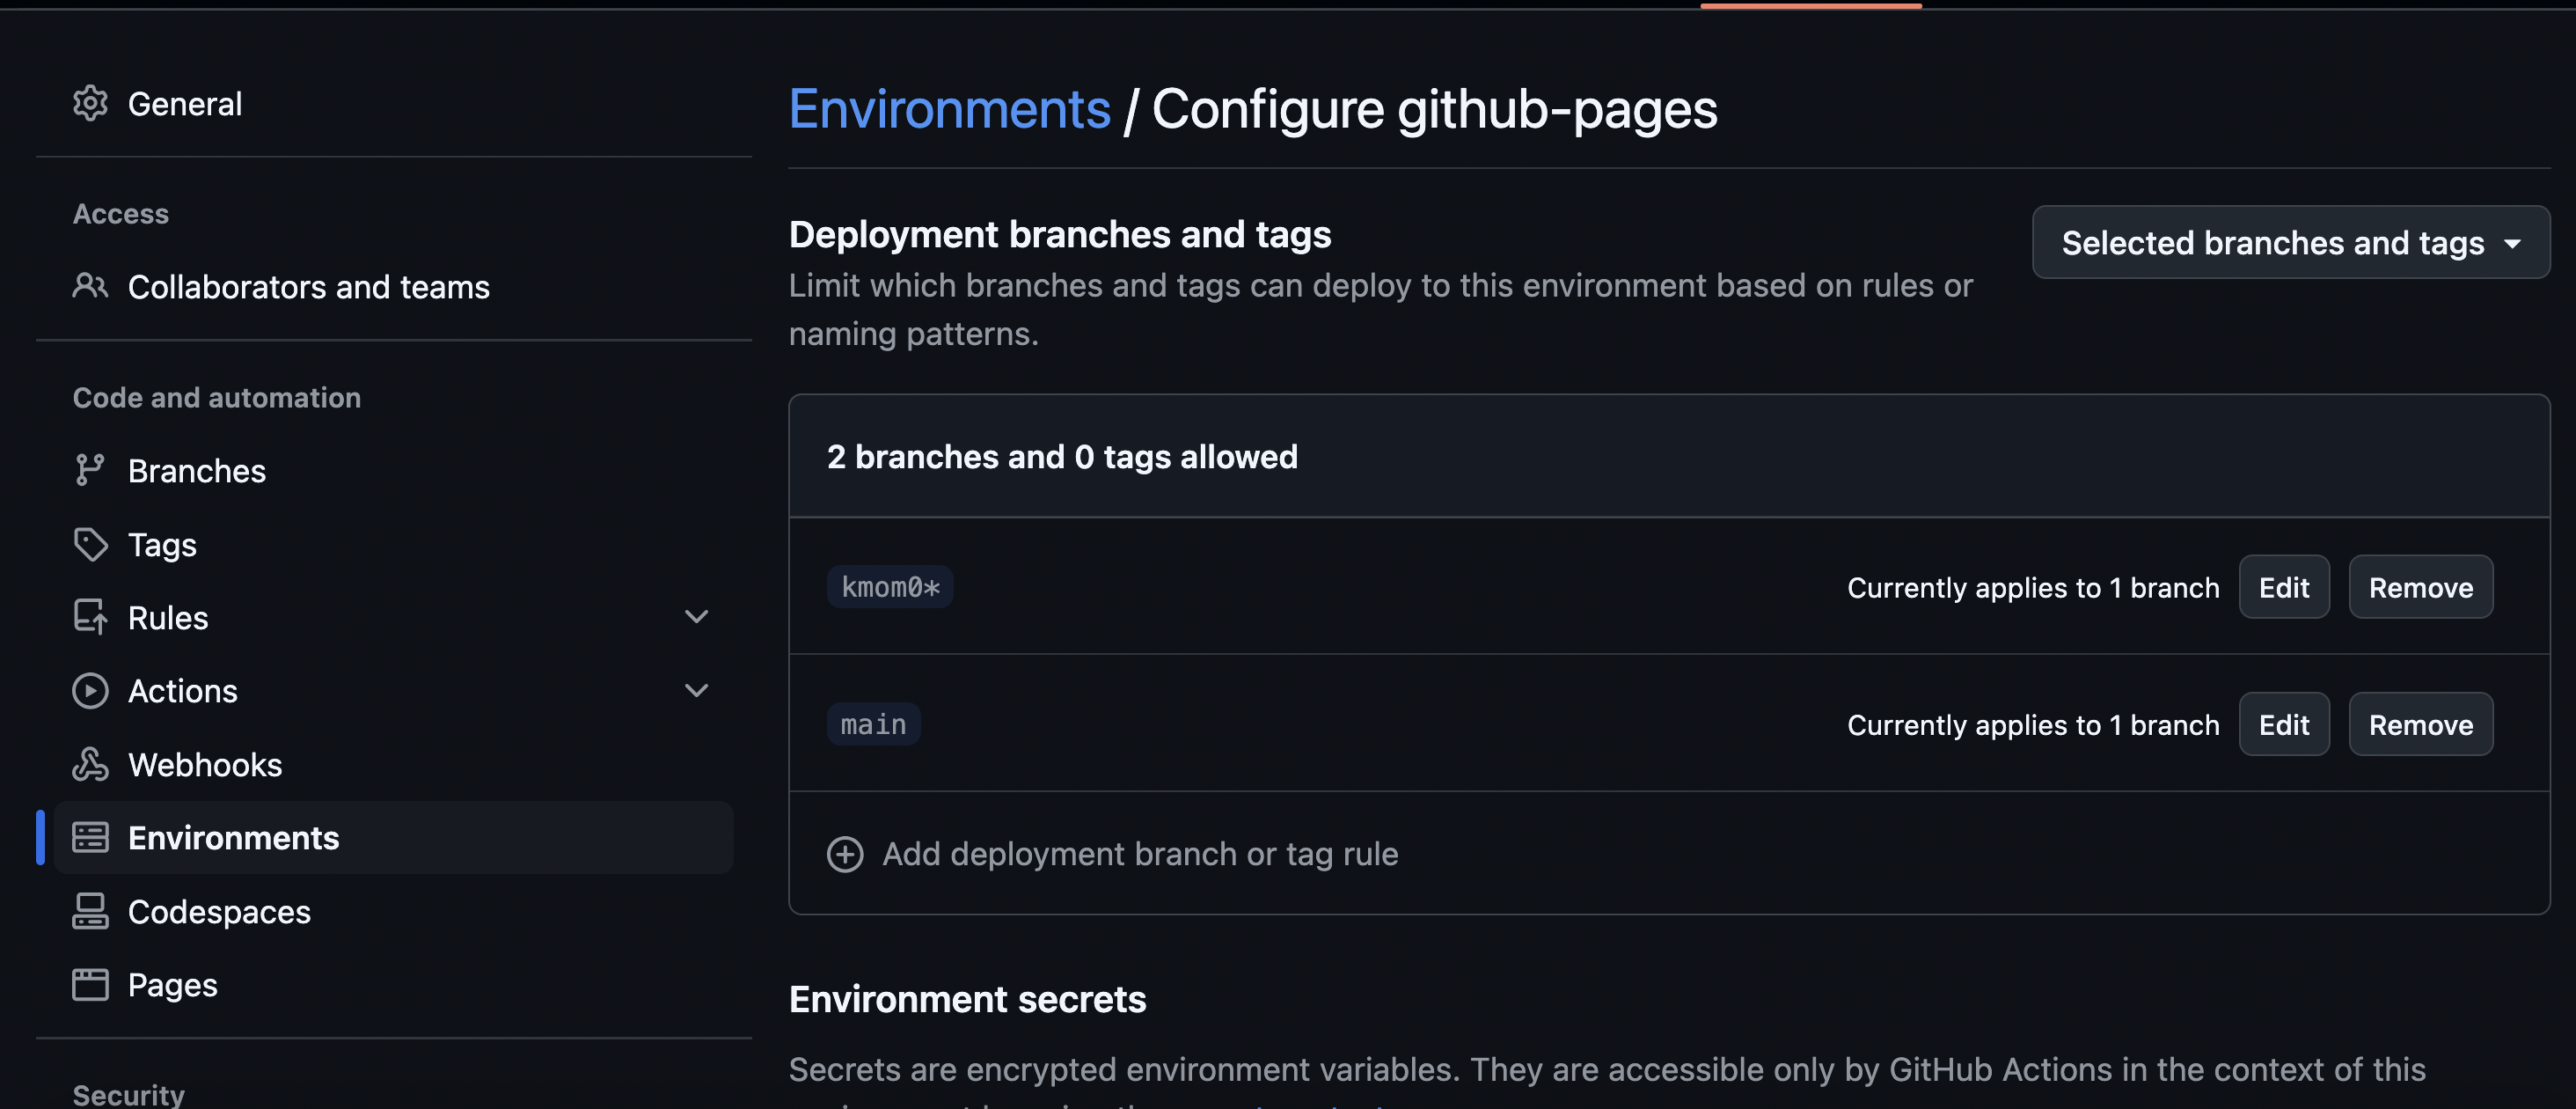 General
Access
Collaborators and teams
Code and automation
Branches
Tags
Rules
Actions
Webhooks
Environments
Codespaces
Pages
Security
Environments / Configure github-pages
Deployment branches and tags
Selected branches and tags
Limit which branches and tags can deploy to this environment based on rules or
naming patterns.
2 branches and 0 tags allowed
kmom0*
Currently applies to 1 branch
Edit
Remove
main
Currently applies to 1 branch
Edit
Remove
Add deployment branch or tag rule
Environment secrets
Secrets are encrypted environment variables. They are accessible only by GitHub Actions in the context of this